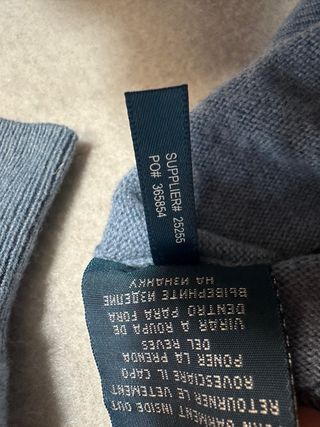 SUPPLIER# 25255
PO# 365854
TURN GARMENT INSIDE OUT
RETOURNER LE VETEMENT
ROVESCIARE IL CAPO
PONER LA PRENDA
DEL REVES
VIRAR A ROUPA DE
DENTRO PARA FORA
ВЫВЕРНИТЕ ИЗДЕЛИЕ
НА ИЗНАНКУ